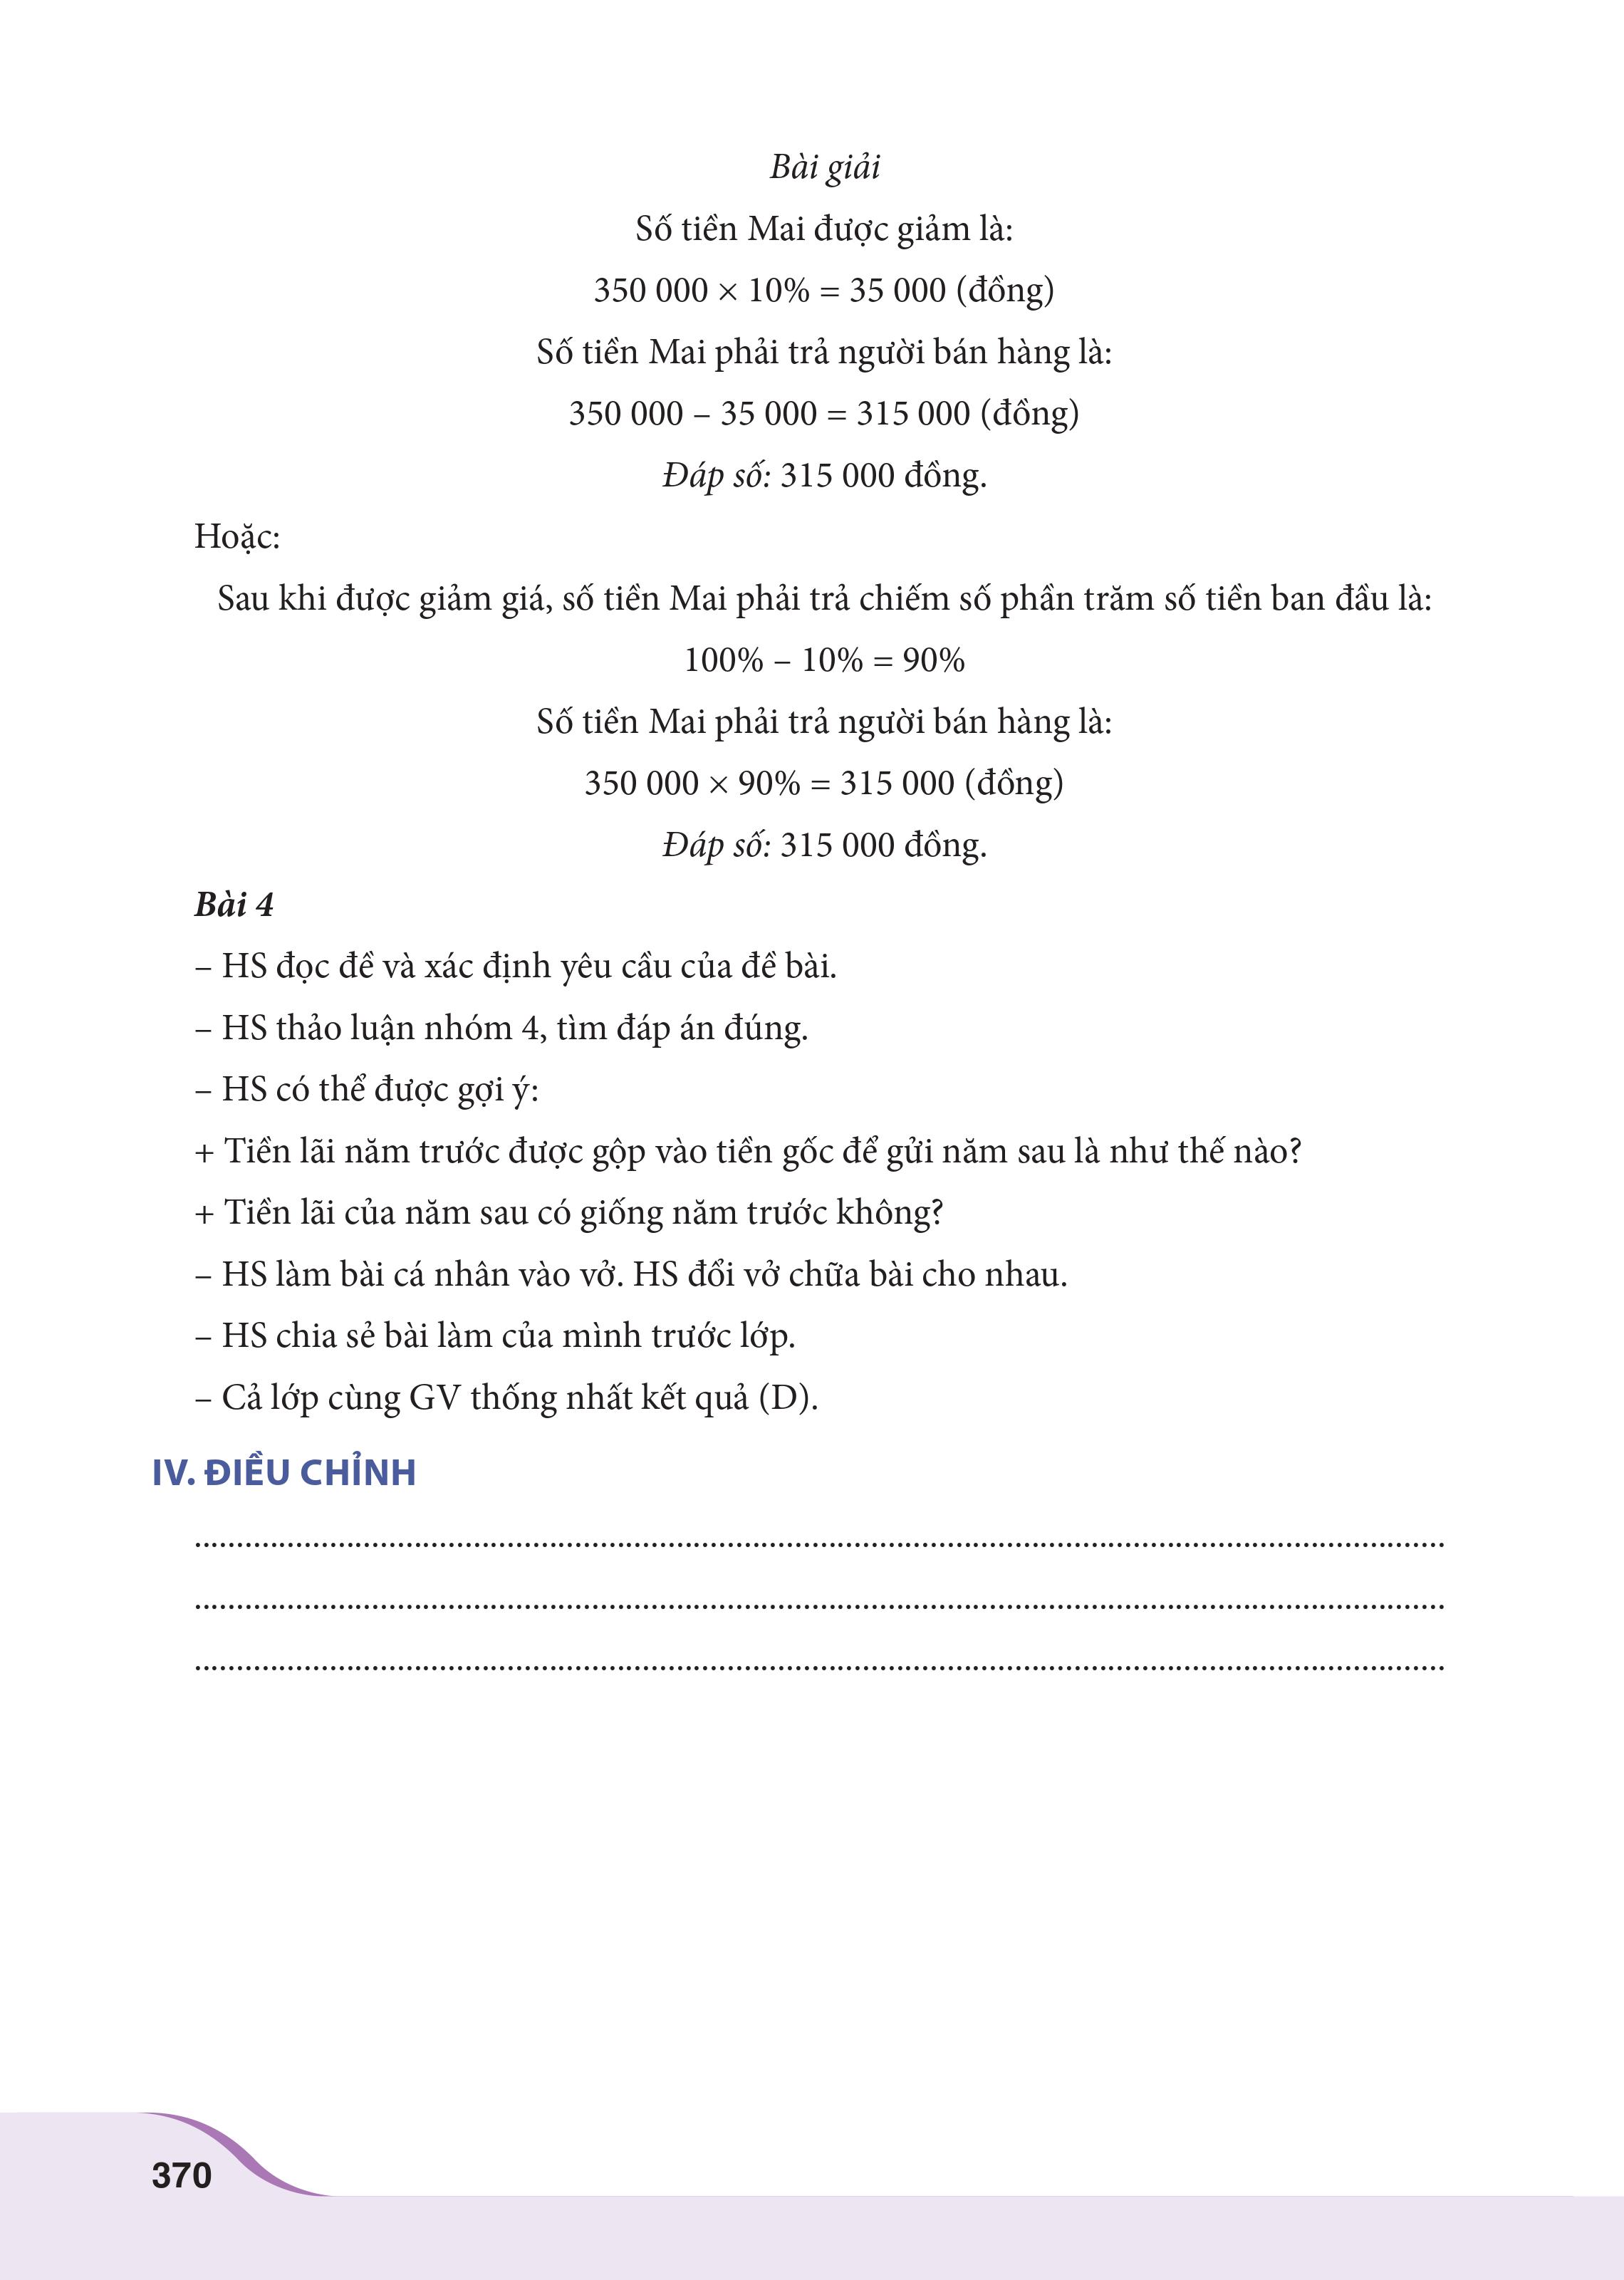 Bài giải
Số tiền Mai được giảm là:
350 000 × 10% = 35 000 (đồng)
Số tiền Mai phải trả người bán hàng là:
350 000 – 35 000 = 315 000 (đồng)
Đáp số: 315 000 đồng.
Hoặc:
Sau khi được giảm giá, số tiền Mai phải trả chiếm số phần trăm số tiền ban đầu là:
100% – 10% = 90%
Số tiền Mai phải trả người bán hàng là:
350 000 × 90% = 315 000 (đồng)
Đáp số: 315 000 đồng.
Bài 4
– HS đọc đề và xác định yêu cầu của đề bài.
– HS thảo luận nhóm 4, tìm đáp án đúng.
– HS có thể được gợi ý:
+ Tiền lãi năm trước được gộp vào tiền gốc để gửi năm sau là như thế nào?
+ Tiền lãi của năm sau có giống năm trước không?
– HS làm bài cá nhân vào vở. HS đổi vở chữa bài cho nhau.
– HS chia sẻ bài làm của mình trước lớp.
– Cả lớp cùng GV thống nhất kết quả (D).
IV. ĐIỀU CHỈNH
370